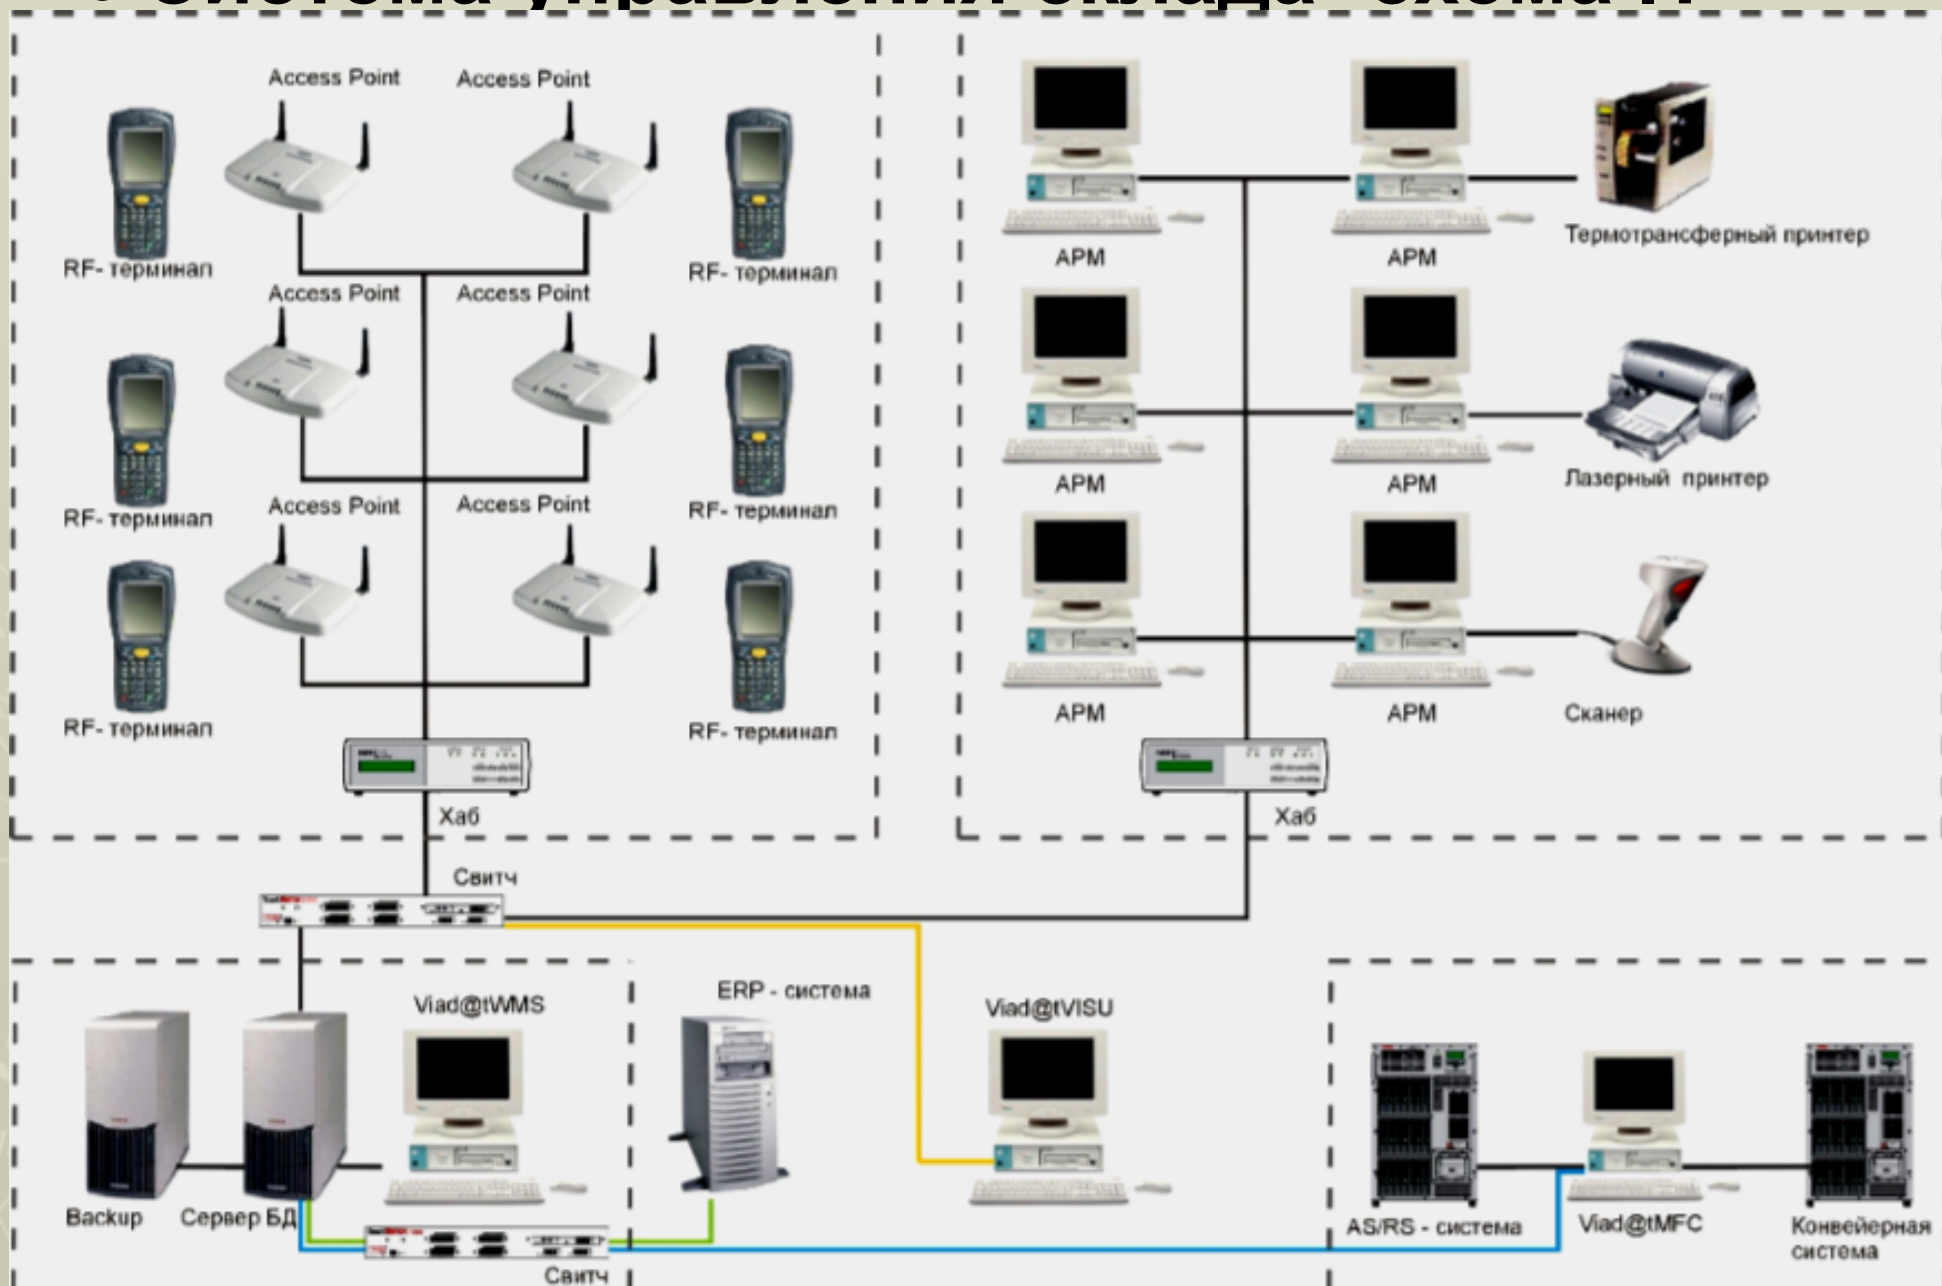 Access Point Access Point
RF- терминал RF- терминал
Access Point Access Point
RF- терминал RF- терминал
Access Point Access Point
RF- терминал RF- терминал
Хаб
АРМ АРМ Термотрансферный принтер
АРМ АРМ Лазерный принтер
АРМ АРМ Сканер
Хаб
Свитч
Viad@tWMS
ERP - система
Viad@tVISU
Backup Сервер БД
Свитч
AS/RS - система Viad@tMFC Конвейерная
система